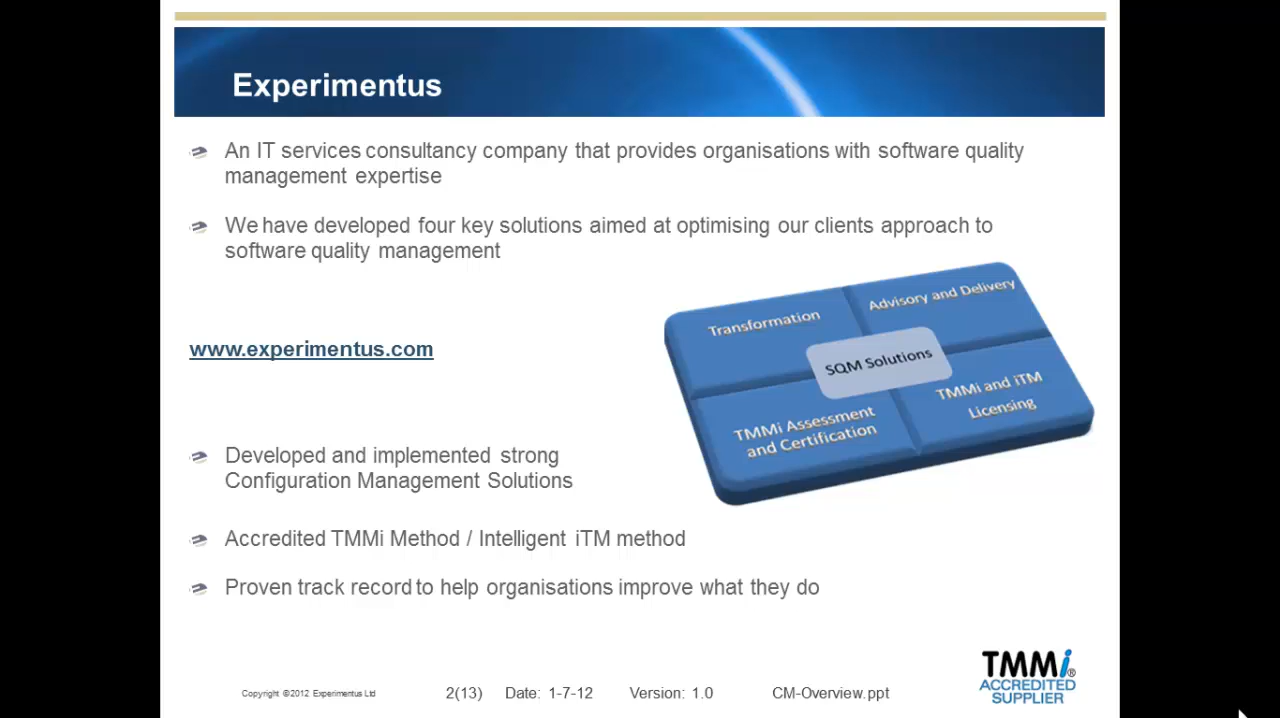 Experimentus
An IT services consultancy company that provides organisations with software quality
management expertise
We have developed four key solutions aimed at optimising our clients approach to
software quality management
Transformation
Advisory and Delivery
SQM Solutions
TMMi Assessment
and Certification
TMMi and iTM
Licensing
www.experimentus.com
Developed and implemented strong
Configuration Management Solutions
Accredited TMMi Method / Intelligent iTM method
Proven track record to help organisations improve what they do
Copyright ©2012 Experimentus Ltd 2(13) Date: 1-7-12 Version: 1.0 CM-Overview.ppt
TMMi®
ACCREDITED
SUPPLIER